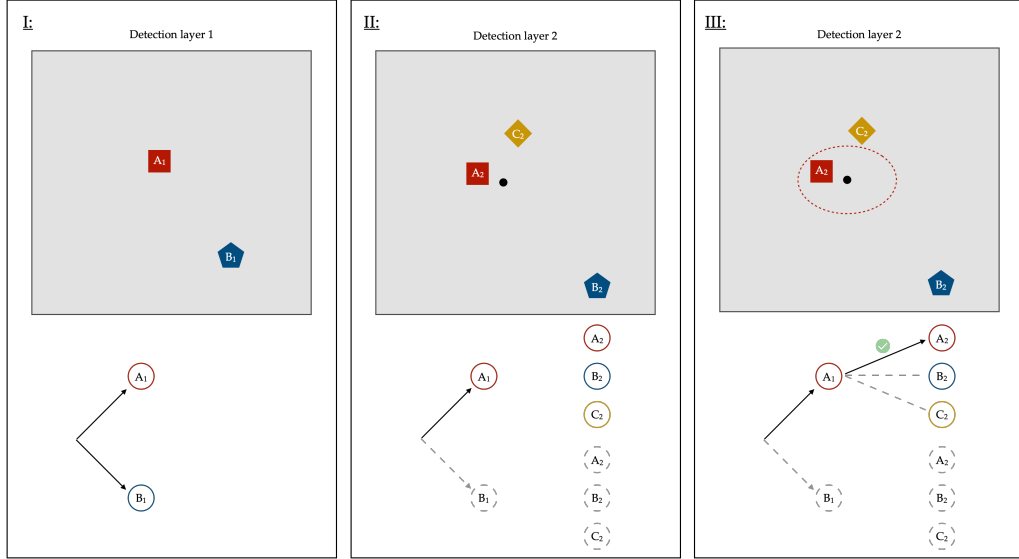 I:
Detection layer 1
A₁
B₁
A₁
B₁
II:
Detection layer 2
C₂
A₂
B₂
A₂
A₁
B₂
C₂
A₂
B₁
B₂
C₂
III:
Detection layer 2
C₂
A₂
B₂
A₂
A₁
B₂
C₂
A₂
B₁
B₂
C₂